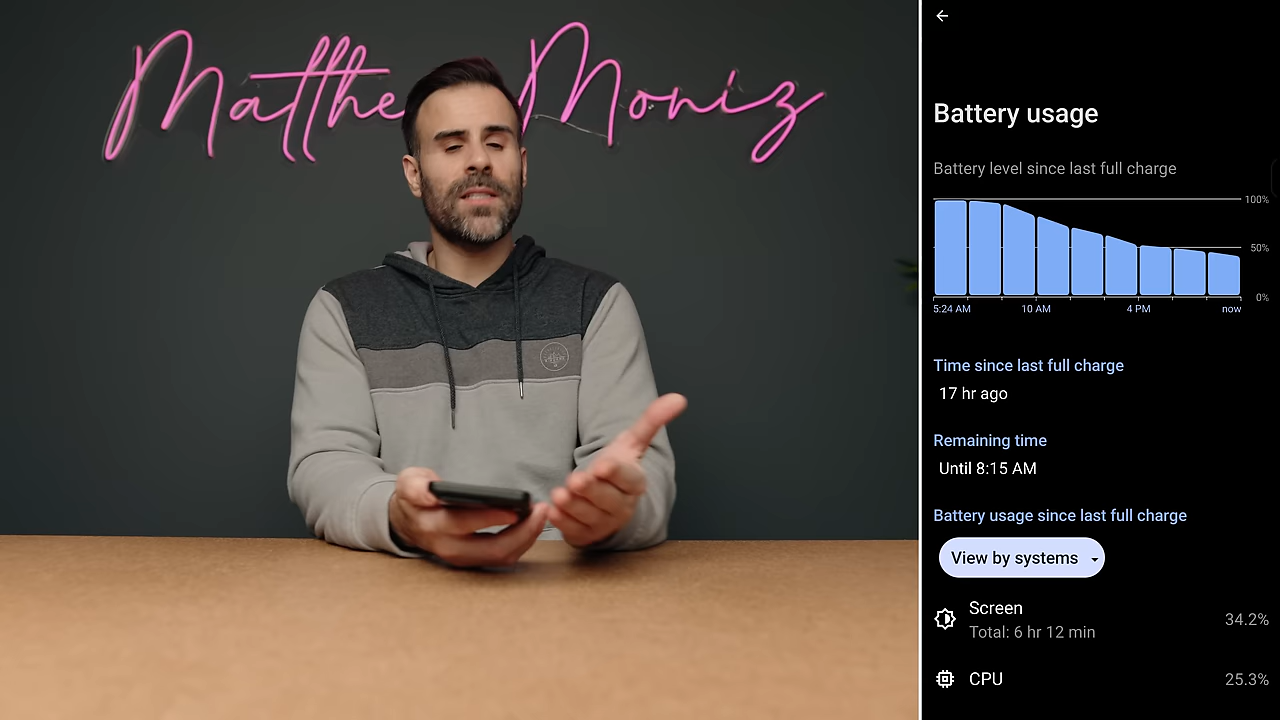 Matthe Moniz
Battery usage
Battery level since last full charge
100%
50%
0%
5:24 AM 10 AM 4 PM now
Time since last full charge
17 hr ago
Remaining time
Until 8:15 AM
Battery usage since last full charge
View by systems
Screen
34.2%
Total: 6 hr 12 min
CPU
25.3%